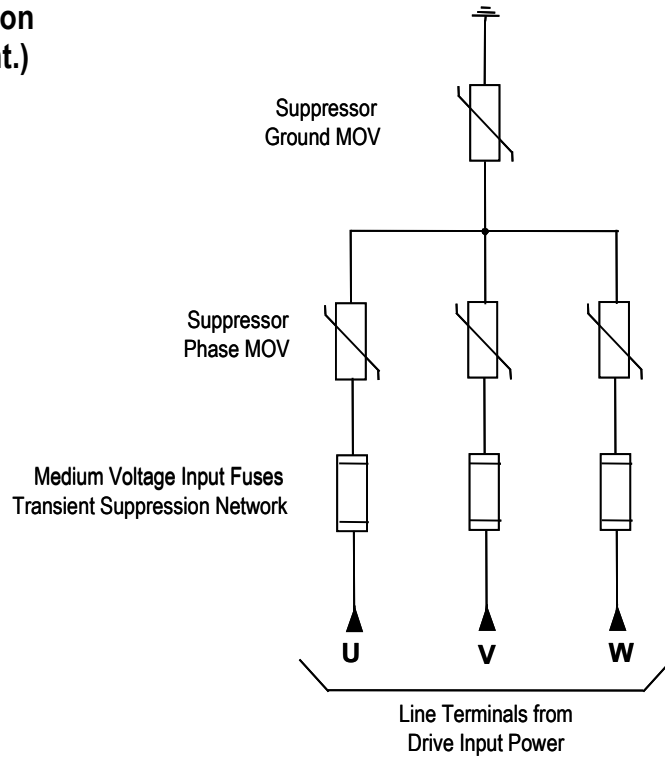 on
t.)
Suppressor
Ground MOV
Suppressor
Phase MOV
Medium Voltage Input Fuses
Transient Suppression Network
U V W
Line Terminals from
Drive Input Power